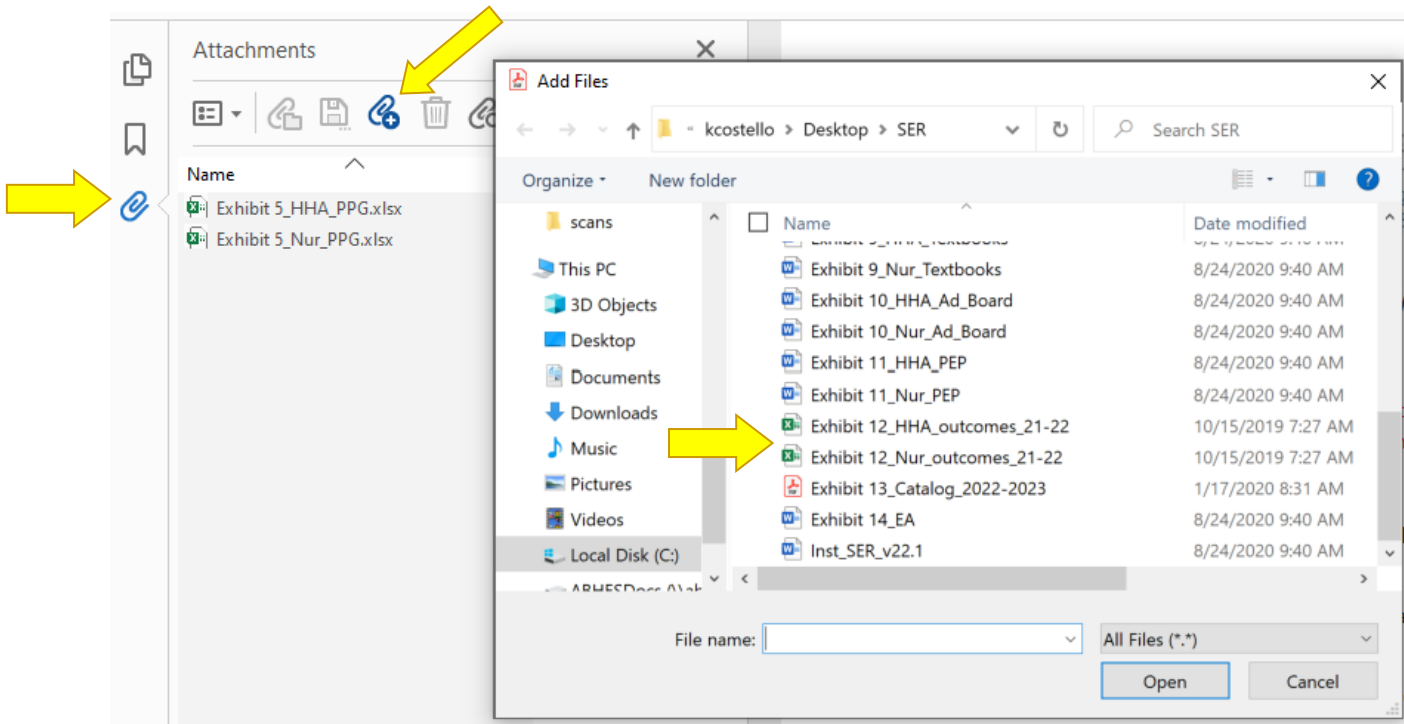 Attachments
Name
Exhibit 5_HHA_PPG.xlsx
Exhibit 5_Nur_PPG.xlsx
Add Files
kcostello > Desktop > SER
Search SER
Organize
New folder
scans
This PC
3D Objects
Desktop
Documents
Downloads
Music
Pictures
Videos
Local Disk (C:)
Name Date modified
Exhibit 9_Nur_Textbooks 8/24/2020 9:40 AM
Exhibit 10_HHA_Ad_Board 8/24/2020 9:40 AM
Exhibit 10_Nur_Ad_Board 8/24/2020 9:40 AM
Exhibit 11_HHA_PEP 8/24/2020 9:40 AM
Exhibit 11_Nur_PEP 8/24/2020 9:40 AM
Exhibit 12_HHA_outcomes_21-22 10/15/2019 7:27 AM
Exhibit 12_Nur_outcomes_21-22 10/15/2019 7:27 AM
Exhibit 13_Catalog_2022-2023 1/17/2020 8:31 AM
Exhibit 14_EA 8/24/2020 9:40 AM
Inst_SER_v22.1 8/24/2020 9:40 AM
File name:
All Files (*.*)
Open
Cancel